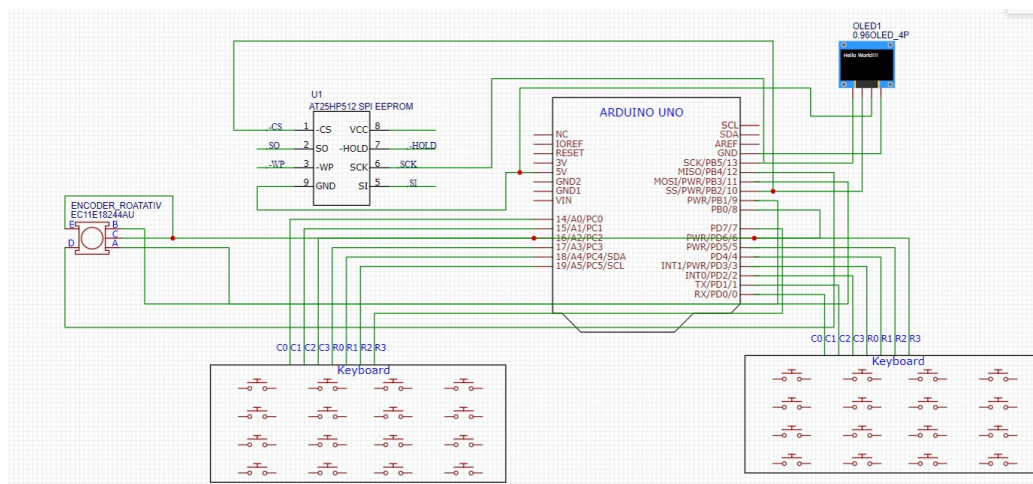 OLED1
0.96OLED_4P
Hello World!!!
U1
AT25HP512 SPI EEPROM
-CS 1 -CS VCC 8
SO 2 SO -HOLD 7 -HOLD
-WP 3 -WP SCK 6 SCK
9 GND SI 5 SI
ARDUINO UNO
NC
IOREF
RESET
3V
5V
GND2
GND1
VIN
14/A0/PC0
15/A1/PC1
16/A2/PC2
17/A3/PC3
18/A4/PC4/SDA
19/A5/PC5/SCL
SCL
SDA
AREF
GND
SCK/PB5/13
MISO/PB4/12
MOSI/PWR/PB3/11
SS/PWR/PB2/10
PWR/PB1/9
PB0/8
PD7/7
PWR/PD6/6
PWR/PD5/5
PD4/4
INT1/PWR/PD3/3
INT0/PD2/2
TX/PD1/1
RX/PD0/0
ENCODER_ROATATIV
EC11E18244AU
E B
C
D A
C0 C1 C2 C3 R0 R1 R2 R3
Keyboard
C0 C1 C2 C3 R0 R1 R2 R3
Keyboard